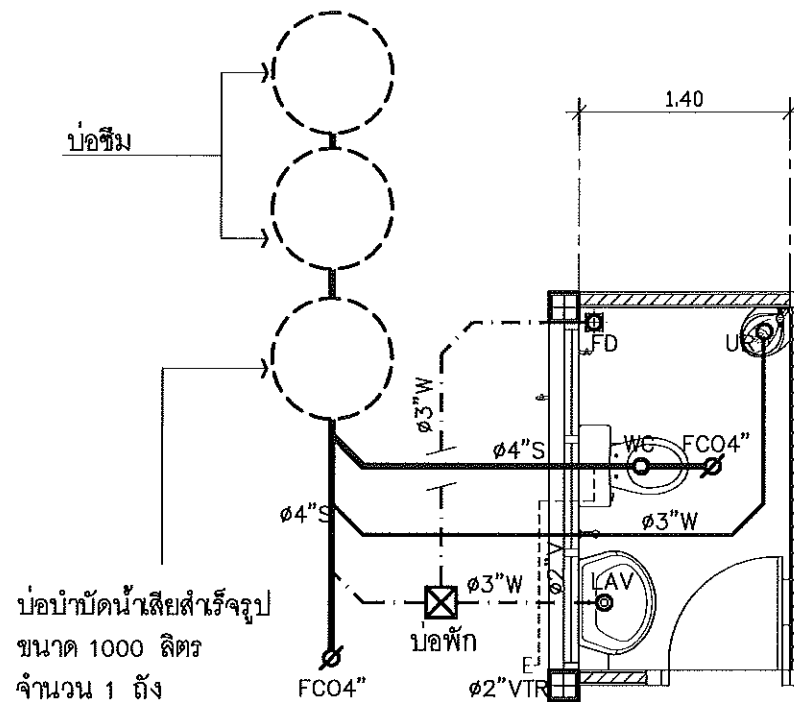 1.40
บ่อซึม
FD
ø3"W
ø4"S
WC
FCO4"
ø4"S
ø3"W
ø2"V
ø3"W
LAV
บ่อพัก
E
บ่อบำบัดน้ำเสียสำเร็จรูป
ขนาด 1000 ลิตร
จำนวน 1 ถัง
FCO4"
ø2"VTR